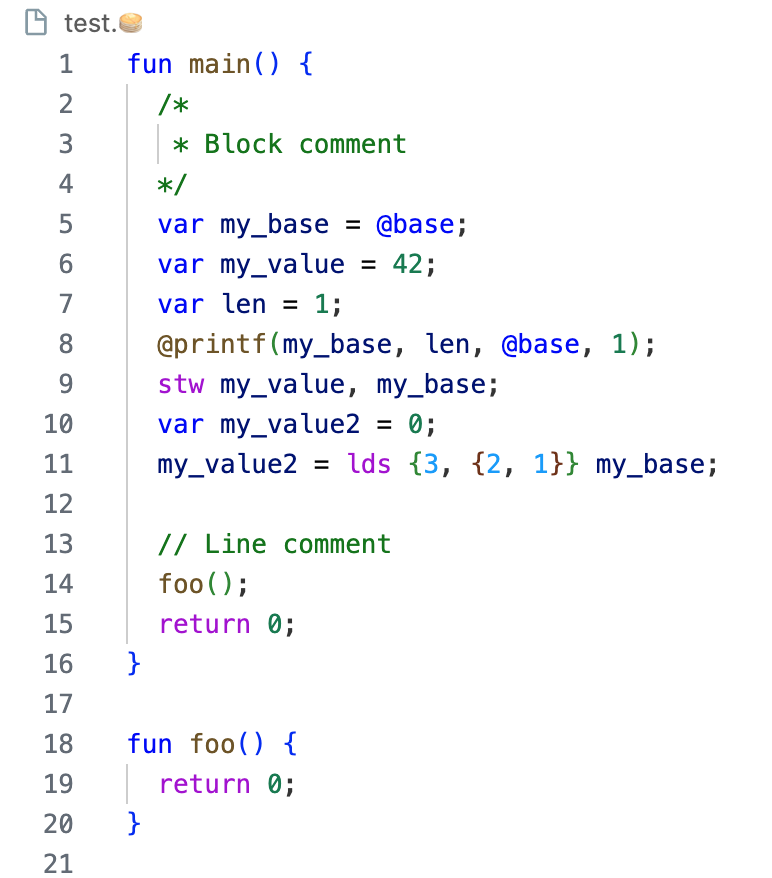 test.🥞
1 fun main() {
2   /*
3    * Block comment
4   */
5   var my_base = @base;
6   var my_value = 42;
7   var len = 1;
8   @printf(my_base, len, @base, 1);
9   stw my_value, my_base;
10   var my_value2 = 0;
11   my_value2 = lds {3, {2, 1}} my_base;
12
13   // Line comment
14   foo();
15   return 0;
16 }
17
18 fun foo() {
19   return 0;
20 }
21